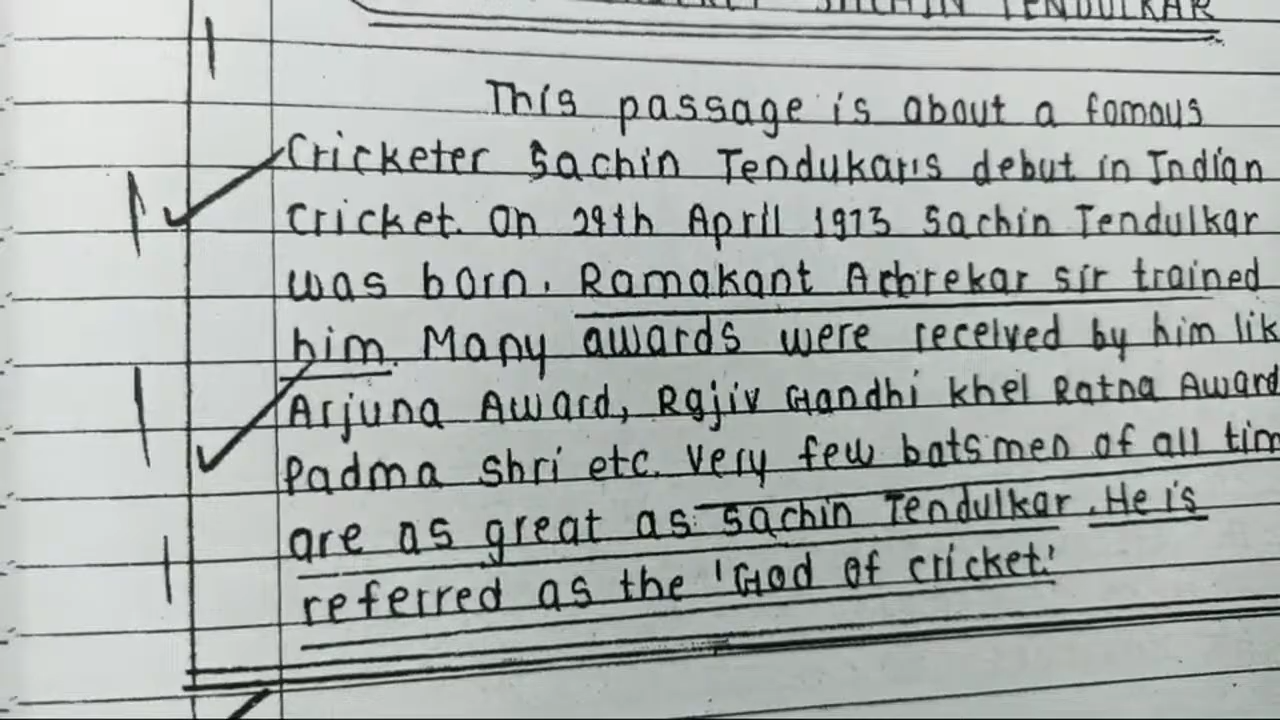 SACHIN TENDULKAR
This passage is about a famous
Cricketer Sachin Tendukar's debut in Indian
Cricket. On 24th April 1973 Sachin Tendulkar
was born. Ramakant Achrekar sir trained
him. Many awards were received by him lik
Arjuna Award, Rajiv Gandhi Khel Ratna Award
Padma Shri etc. Very few batsmen of all tim
are as great as Sachin Tendulkar. He is
referred as the 'God of cricket.'